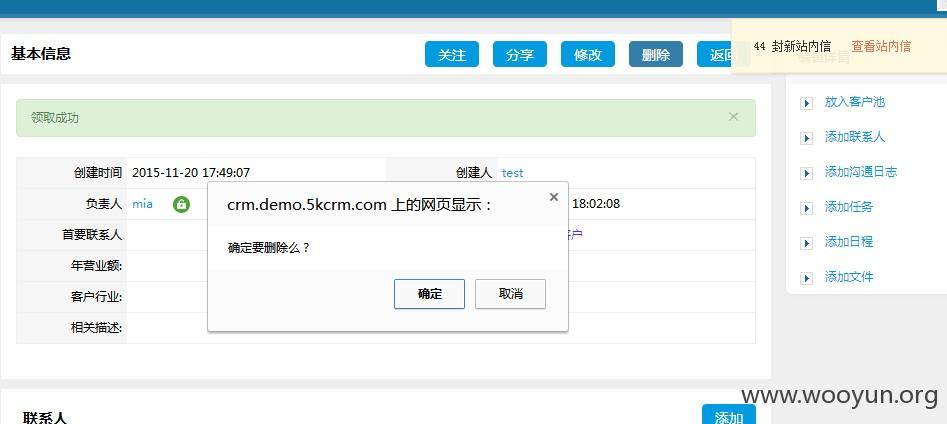 基本信息
关注
分享
修改
删除
返回
44 封新站内信
查看站内信
编辑详情
领取成功
×
放入客户池
添加联系人
添加沟通日志
添加任务
添加日程
添加文件
创建时间 2015-11-20 17:49:07
创建人 test
负责人 mia
18:02:08
首要联系人
客户
年营业额:
客户行业:
相关描述:
crm.demo.5kcrm.com 上的网页显示：
×
确定要删除么？
确定
取消
www.wooyun.org
联系人
添加